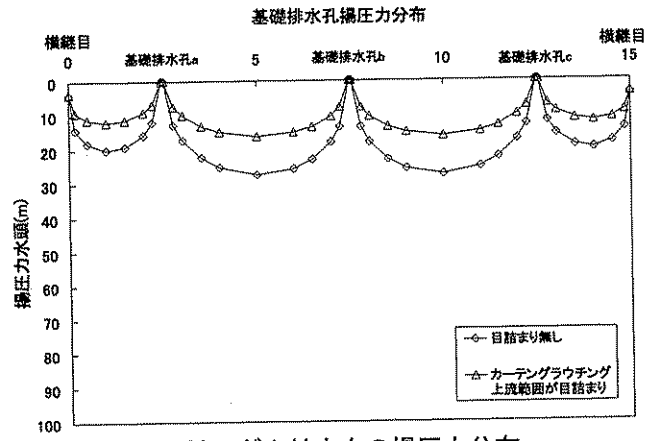 基礎排水孔揚圧力分布
横継目
横継目
基礎排水孔a
基礎排水孔b
基礎排水孔c
0
5
10
15
0
10
20
30
40
50
60
70
80
90
100
揚圧力水頭(m)
目詰まり無し
カーテングラウチング
上流範囲が目詰まり